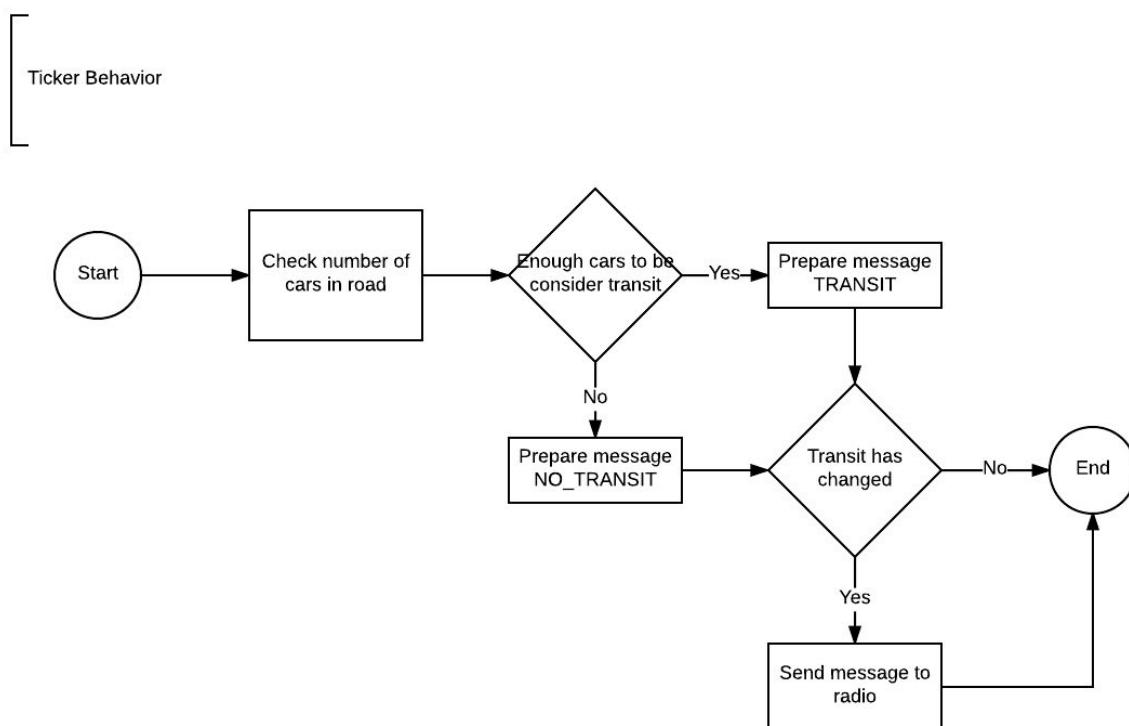 Ticker Behavior
Start
Check number of
cars in road
Enough cars to be
consider transit
Yes
Prepare message
TRANSIT
No
Prepare message
NO_TRANSIT
Transit has
changed
No
End
Yes
Send message to
radio